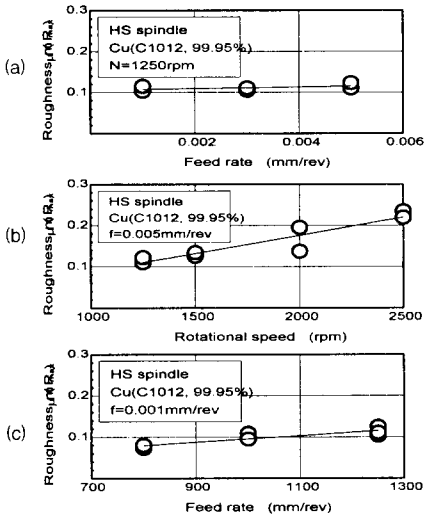 (a)
Roughness
0.3
0.2
0.1
HS spindle
Cu(C1012, 99.95%)
N=1250rpm
0.002 0.004 0.006
Feed rate (mm/rev)
(b)
Roughness
0.3
0.2
0.1
HS spindle
Cu(C1012, 99.95%)
f=0.005mm/rev
1000 1500 2000 2500
Rotational speed (rpm)
(c)
Roughness
0.3
0.2
0.1
HS spindle
Cu(C1012, 99.95%)
f=0.001mm/rev
700 900 1100 1300
Feed rate (mm/rev)